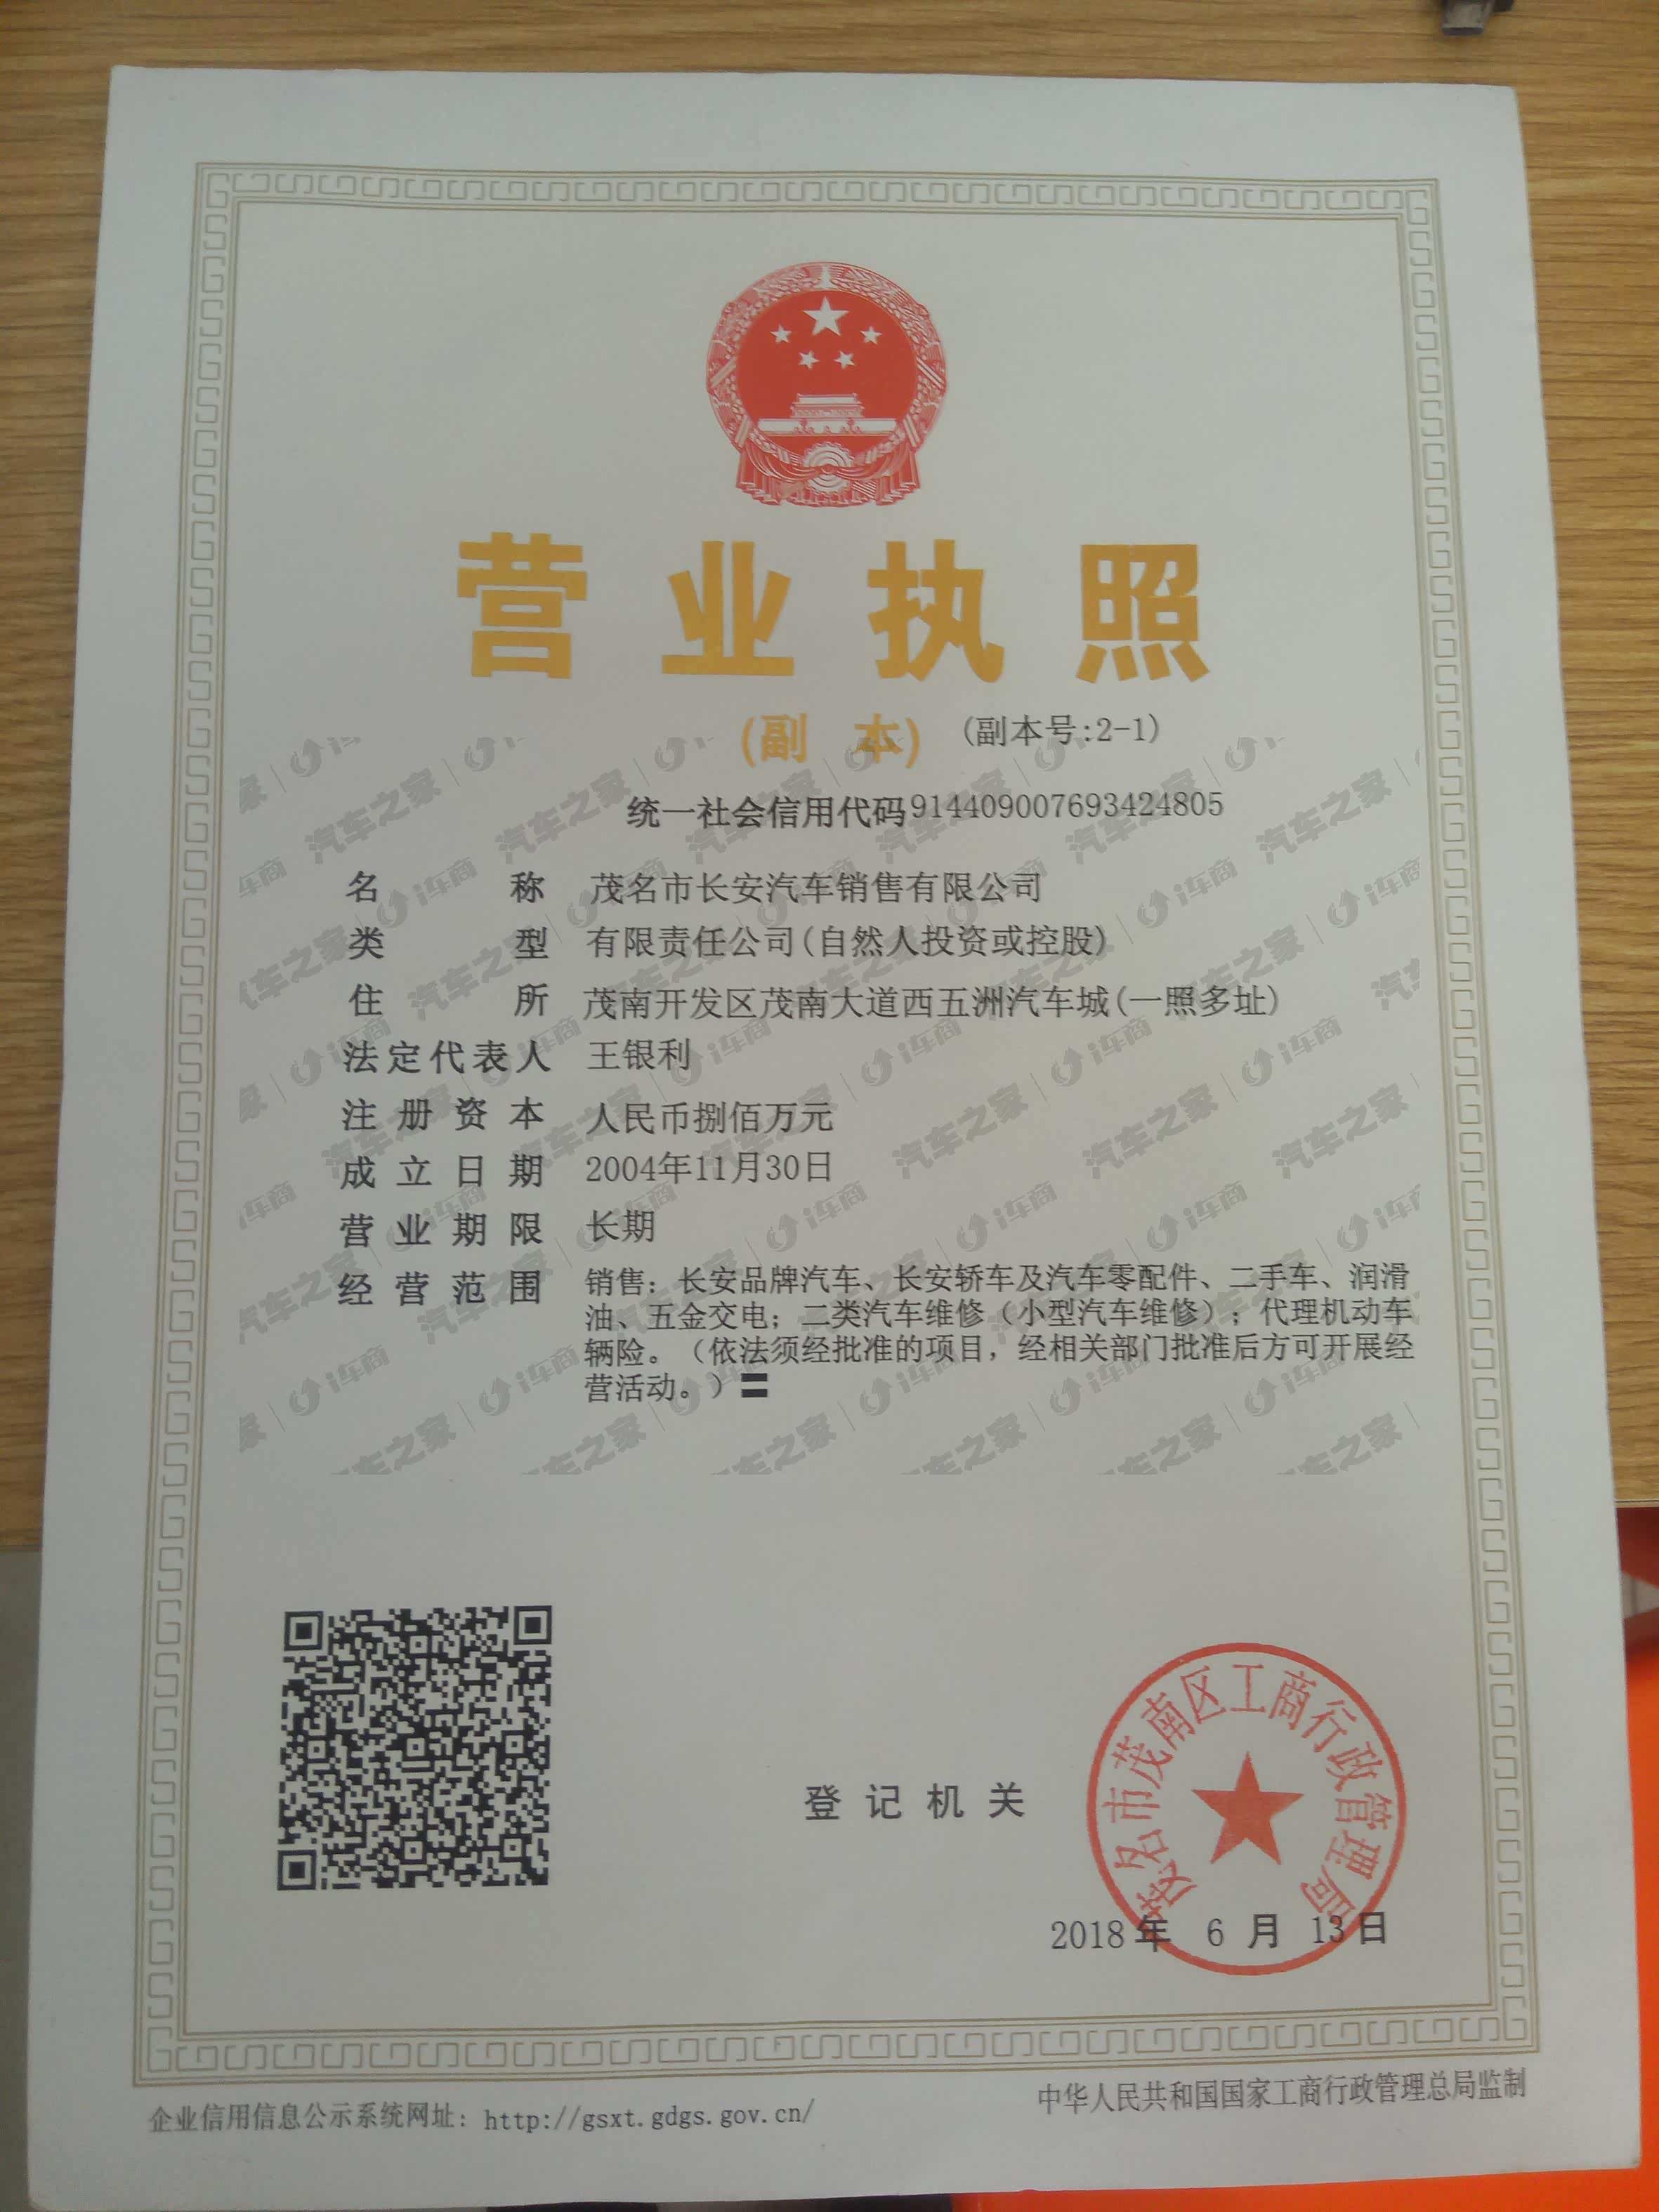 营业执照
(副 本) (副本号:2-1)
统一社会信用代码914409007693424805
名称 茂名市长安汽车销售有限公司
类型 有限责任公司(自然人投资或控股)
住所 茂南开发区茂南大道西五洲汽车城(一照多址)
法定代表人 王银利
注册资本 人民币捌佰万元
成立日期 2004年11月30日
营业期限 长期
经营范围 销售：长安品牌汽车、长安轿车及汽车零配件、二手车、润滑
油、五金交电；二类汽车维修（小型汽车维修）；代理机动车
辆险。（依法须经批准的项目，经相关部门批准后方可开展经
营活动。）〓
汽车之家 i车商
登记机关
茂名市茂南区工商行政管理局
2018年 6月 13日
企业信用信息公示系统网址：http://gsxt.gdgs.gov.cn/
中华人民共和国国家工商行政管理总局监制